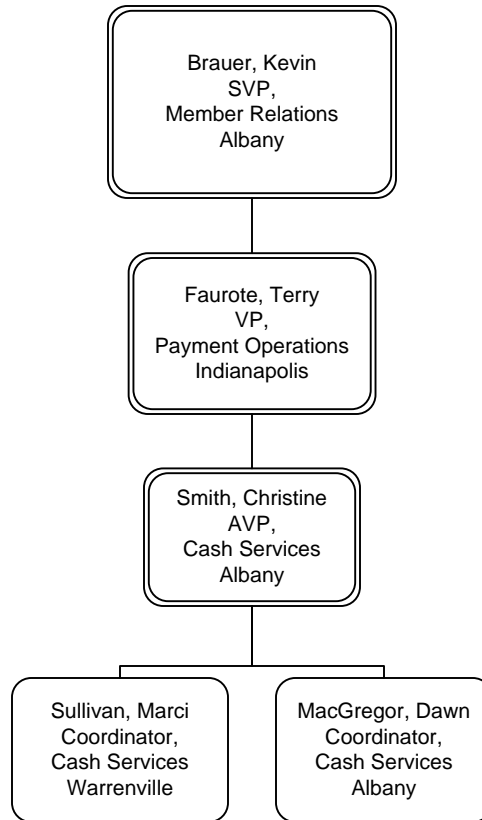 Brauer, Kevin
SVP,
Member Relations
Albany
Faurote, Terry
VP,
Payment Operations
Indianapolis
Smith, Christine
AVP,
Cash Services
Albany
Sullivan, Marci
Coordinator,
Cash Services
Warrenville
MacGregor, Dawn
Coordinator,
Cash Services
Albany